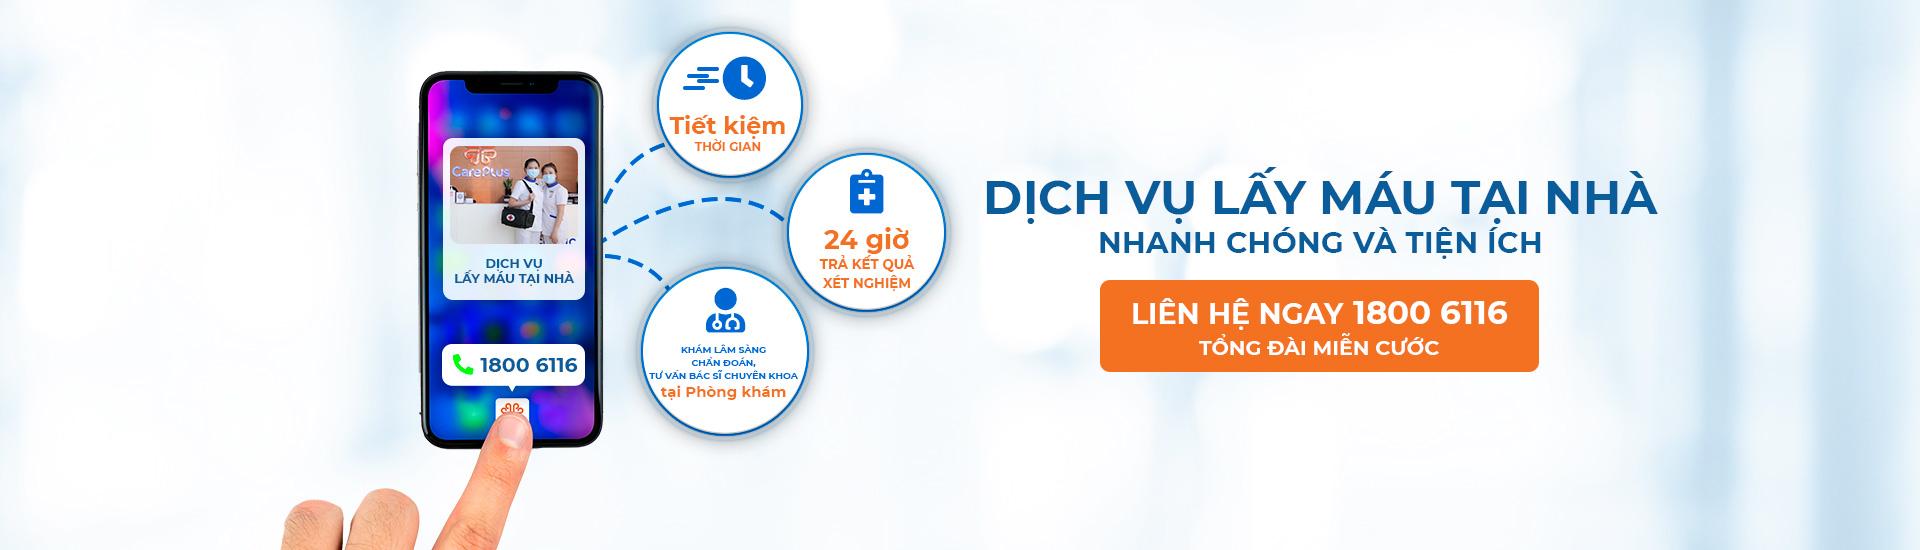 CarePlus
DỊCH VỤ
LẤY MÁU TẠI NHÀ
1800 6116
Tiết kiệm
THỜI GIAN
24 giờ
TRẢ KẾT QUẢ
XÉT NGHIỆM
KHÁM LÂM SÀNG
CHẨN ĐOÁN,
TƯ VẤN BÁC SĨ CHUYÊN KHOA
tại Phòng khám
DỊCH VỤ LẤY MÁU TẠI NHÀ
NHANH CHÓNG VÀ TIỆN ÍCH
LIÊN HỆ NGAY 1800 6116
TỔNG ĐÀI MIỄN CƯỚC